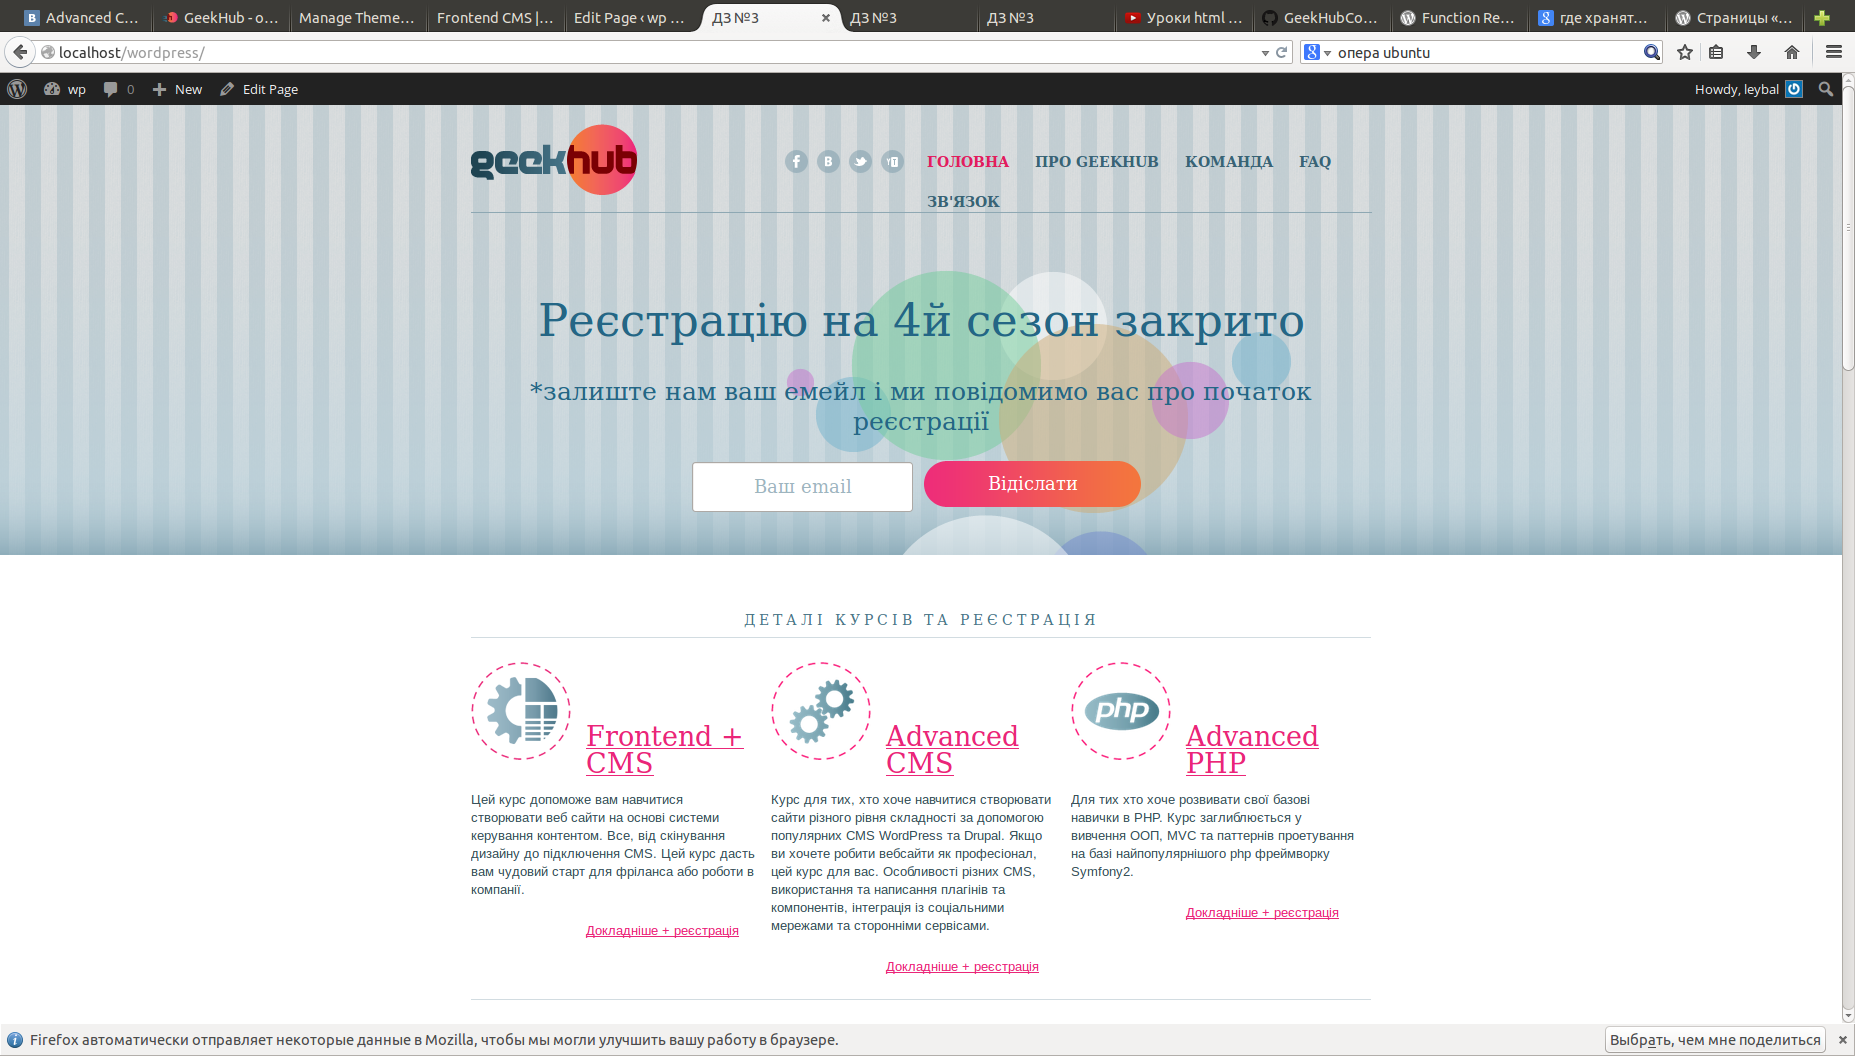 Advanced C...
GeekHub - о...
Manage Theme...
Frontend CMS |...
Edit Page ‹ wp ...
ДЗ №3
ДЗ №3
ДЗ №3
Уроки html ...
GeekHubCo...
Function Re...
где хранят...
Страницы «...
localhost/wordpress/
опера ubuntu
wp
0
New
Edit Page
Howdy, leybal
geekhub
ГОЛОВНА
ПРО GEEKHUB
КОМАНДА
FAQ
ЗВ'ЯЗОК
Реєстрацію на 4й сезон закрито
*залиште нам ваш емейл і ми повідомимо вас про початок
реєстрації
Ваш email
Відіслати
ДЕТАЛІ КУРСІВ ТА РЕЄСТРАЦІЯ
Frontend +
CMS
Цей курс допоможе вам навчитися
створювати веб сайти на основі системи
керування контентом. Все, від скінування
дизайну до підключення CMS. Цей курс дасть
вам чудовий старт для фріланса або роботи в
компанії.
Докладніше + реєстрація
Advanced
CMS
Курс для тих, хто хоче навчитися створювати
сайти різного рівня складності за допомогою
популярних CMS WordPress та Drupal. Якщо
ви хочете робити вебсайти як професіонал,
цей курс для вас. Особливості різних CMS,
використання та написання плагінів та
компонентів, інтеграція із соціальними
мережами та сторонніми сервісами.
Докладніше + реєстрація
php
Advanced
PHP
Для тих хто хоче розвивати свої базові
навички в PHP. Курс заглиблюється у
вивчення ООП, MVC та паттернів проетування
на базі найпопулярнішого php фреймворку
Symfony2.
Докладніше + реєстрація
Firefox автоматически отправляет некоторые данные в Mozilla, чтобы мы могли улучшить вашу работу в браузере.
Выбрать, чем мне поделиться